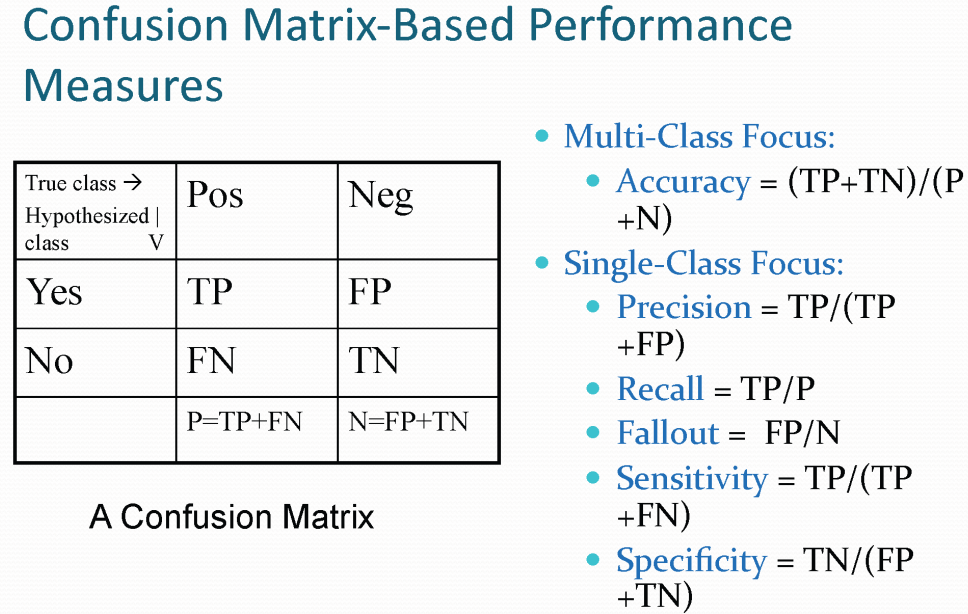 Confusion Matrix-Based Performance
Measures
True class →
Hypothesized |
class V
Pos
Neg
Yes
TP
FP
No
FN
TN
P=TP+FN
N=FP+TN
A Confusion Matrix
• Multi-Class Focus:
• Accuracy = (TP+TN)/(P
+N)
• Single-Class Focus:
• Precision = TP/(TP
+FP)
• Recall = TP/P
• Fallout = FP/N
• Sensitivity = TP/(TP
+FN)
• Specificity = TN/(FP
+TN)